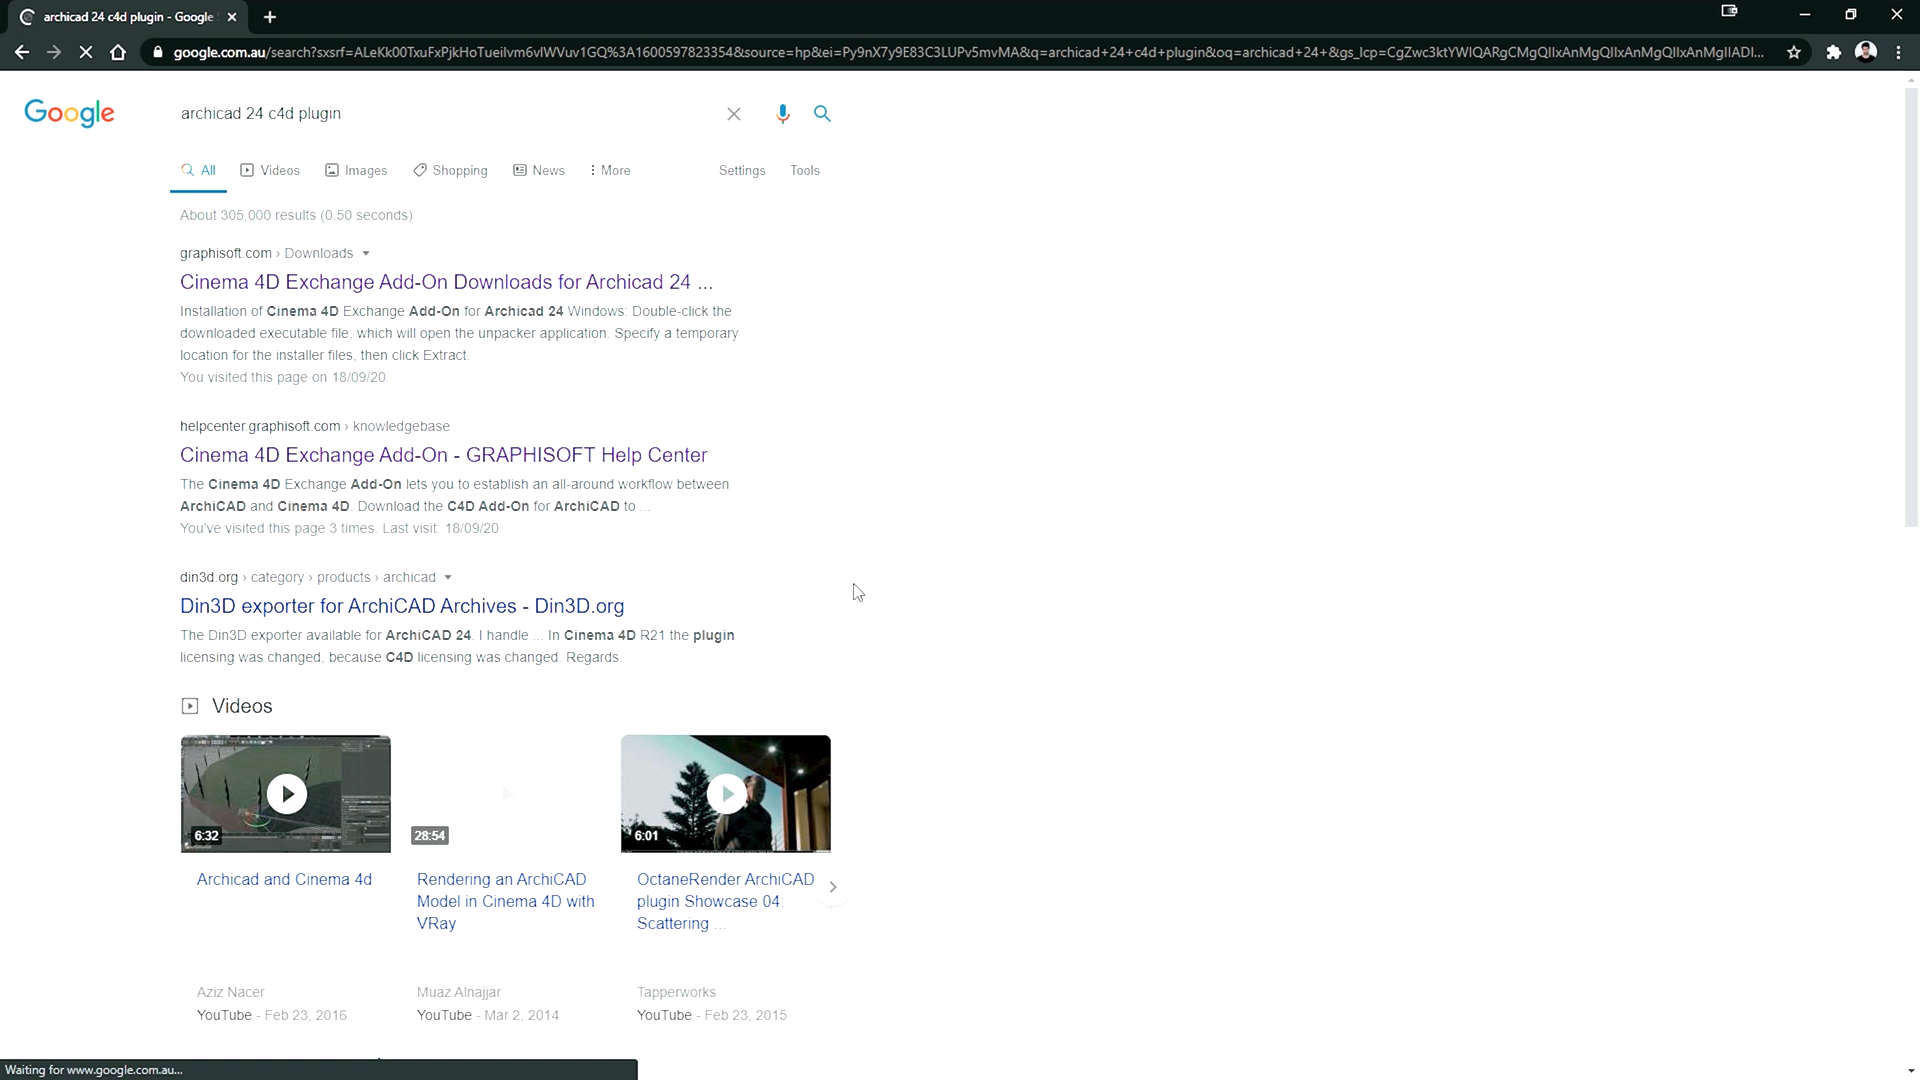 archicad 24 c4d plugin - Google
google.com.au/search?sxsrf=ALeKk00TxuFxPjkHoTueilvm6vlWVuv1GQ%3A1600597823354&source=hp&ei=Py9nX7y9E83C3LUPv5mvMA&q=archicad+24+c4d+plugin&oq=archicad+24+&gs_lcp=CgZwc3ktYWIQARgCMgQIIxAnMgQIIxAnMgQIIxAnMgIIADI...
Google
archicad 24 c4d plugin
All Videos Images Shopping News More Settings Tools
About 305,000 results (0.50 seconds)
graphisoft.com › Downloads
Cinema 4D Exchange Add-On Downloads for Archicad 24 ...
Installation of Cinema 4D Exchange Add-On for Archicad 24 Windows: Double-click the
downloaded executable file, which will open the unpacker application. Specify a temporary
location for the installer files, then click Extract.
You visited this page on 18/09/20.
helpcenter.graphisoft.com › knowledgebase
Cinema 4D Exchange Add-On - GRAPHISOFT Help Center
The Cinema 4D Exchange Add-On lets you to establish an all-around workflow between
ArchiCAD and Cinema 4D. Download the C4D Add-On for ArchiCAD to ...
You've visited this page 3 times. Last visit: 18/09/20
din3d.org › category › products › archicad
Din3D exporter for ArchiCAD Archives - Din3D.org
The Din3D exporter available for ArchiCAD 24. I handle ... In Cinema 4D R21 the plugin
licensing was changed, because C4D licensing was changed. Regards.
Videos
6:32
28:54
6:01
Archicad and Cinema 4d
Rendering an ArchiCAD
Model in Cinema 4D with
VRay
OctaneRender ArchiCAD
plugin Showcase 04:
Scattering ...
Aziz Nacer
YouTube - Feb 23, 2016
Muaz Alnajjar
YouTube - Mar 2, 2014
Tapperworks
YouTube - Feb 23, 2015
Waiting for www.google.com.au...